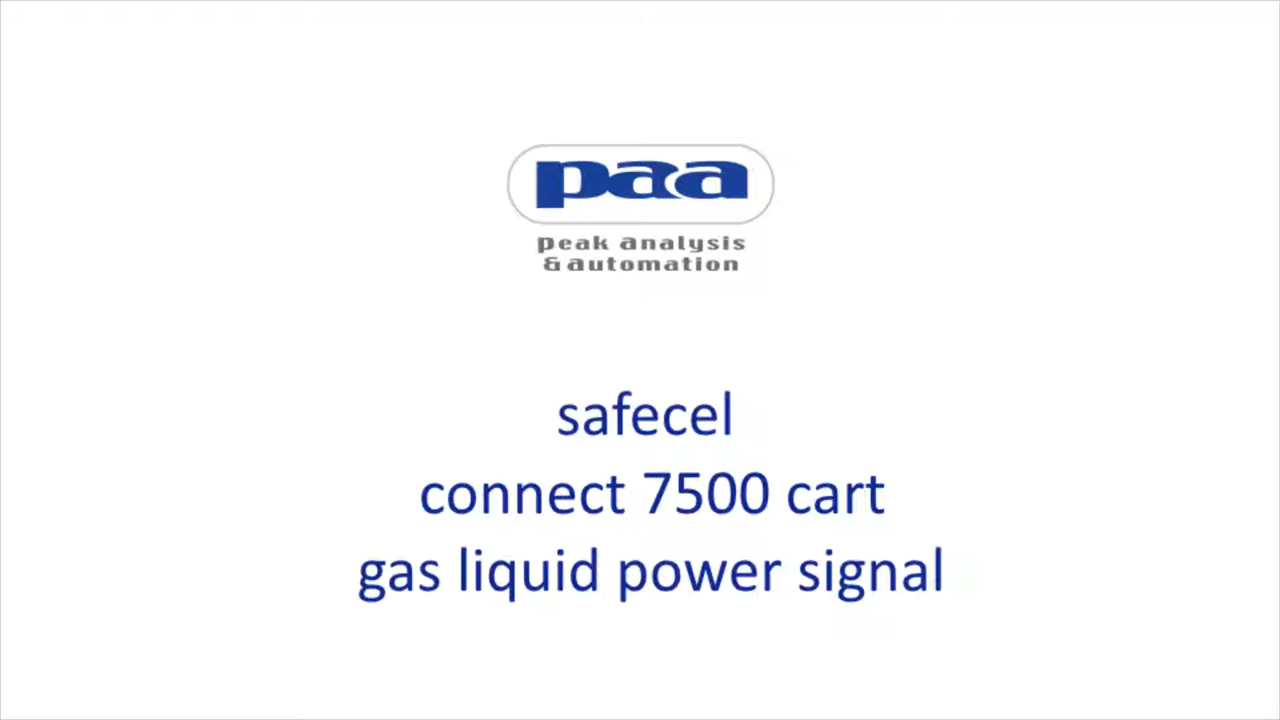 paa
peak analysis
& automation
safecel
connect 7500 cart
gas liquid power signal